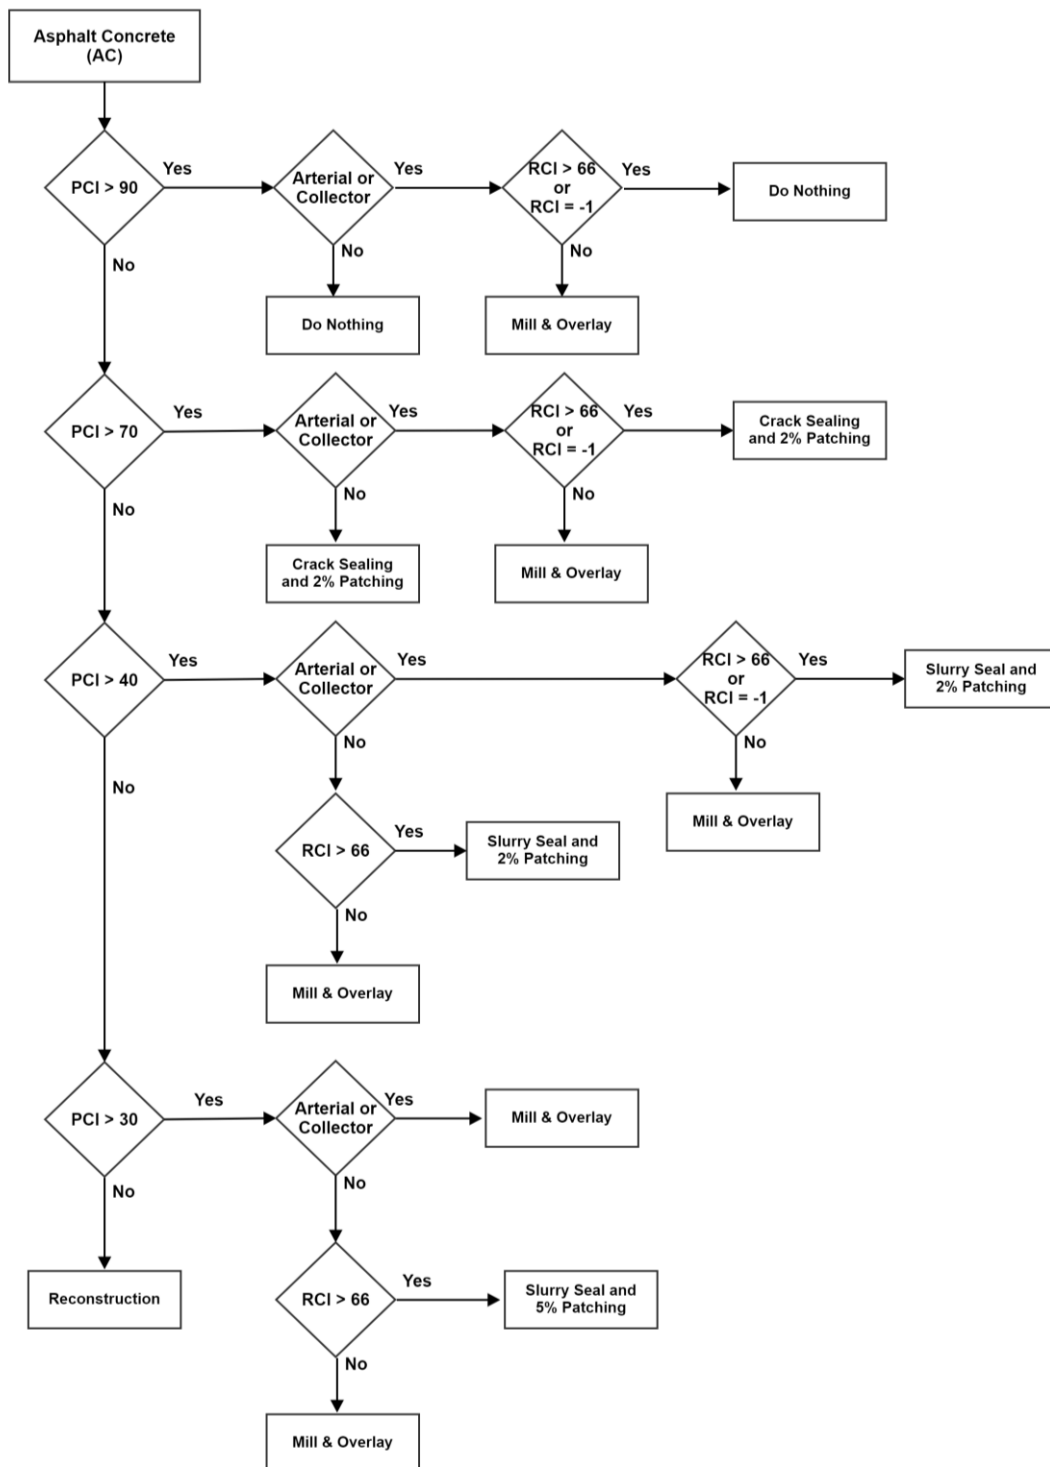 Asphalt Concrete
(AC)
PCI > 90
Yes
Arterial or
Collector
Yes
RCI > 66
or
RCI = -1
Yes
Do Nothing
No
No
No
Do Nothing
Mill & Overlay
PCI > 70
Yes
Arterial or
Collector
Yes
RCI > 66
or
RCI = -1
Yes
Crack Sealing
and 2% Patching
No
No
No
Crack Sealing
and 2% Patching
Mill & Overlay
PCI > 40
Yes
Arterial or
Collector
Yes
RCI > 66
or
RCI = -1
Yes
Slurry Seal and
2% Patching
No
No
No
Mill & Overlay
RCI > 66
Yes
Slurry Seal and
2% Patching
No
Mill & Overlay
PCI > 30
Yes
Arterial or
Collector
Yes
Mill & Overlay
No
No
Reconstruction
RCI > 66
Yes
Slurry Seal and
5% Patching
No
Mill & Overlay